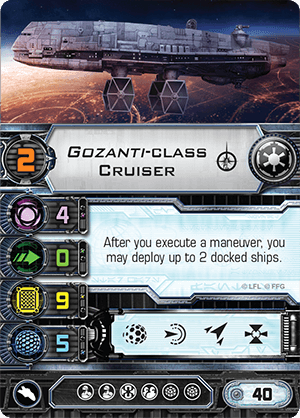 2
GOZANTI-CLASS
CRUISER
4
After you execute a maneuver, you
may deploy up to 2 docked ships.
0
© LFL © FFG
9
5
40